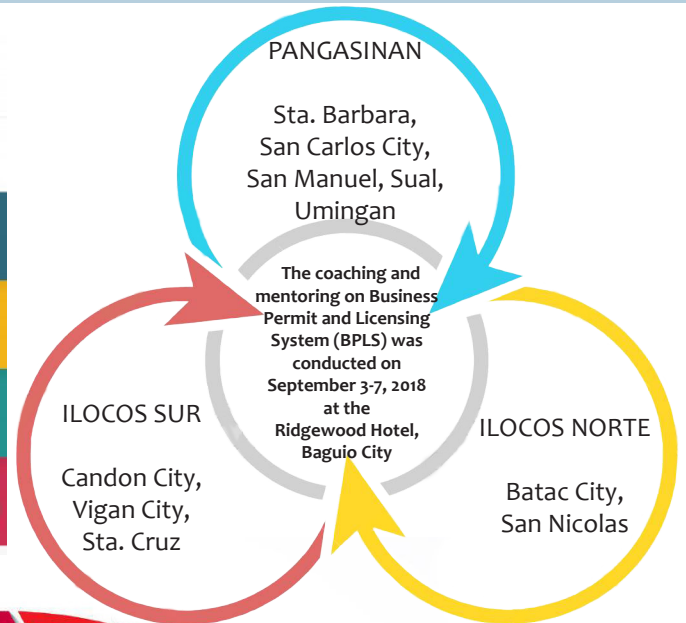 PANGASINAN
Sta. Barbara,
San Carlos City,
San Manuel, Sual,
Umingan
The coaching and
mentoring on Business
Permit and Licensing
System (BPLS) was
conducted on
September 3-7, 2018
at the
Ridgewood Hotel,
Baguio City
ILOCOS SUR
Candon City,
Vigan City,
Sta. Cruz
ILOCOS NORTE
Batac City,
San Nicolas